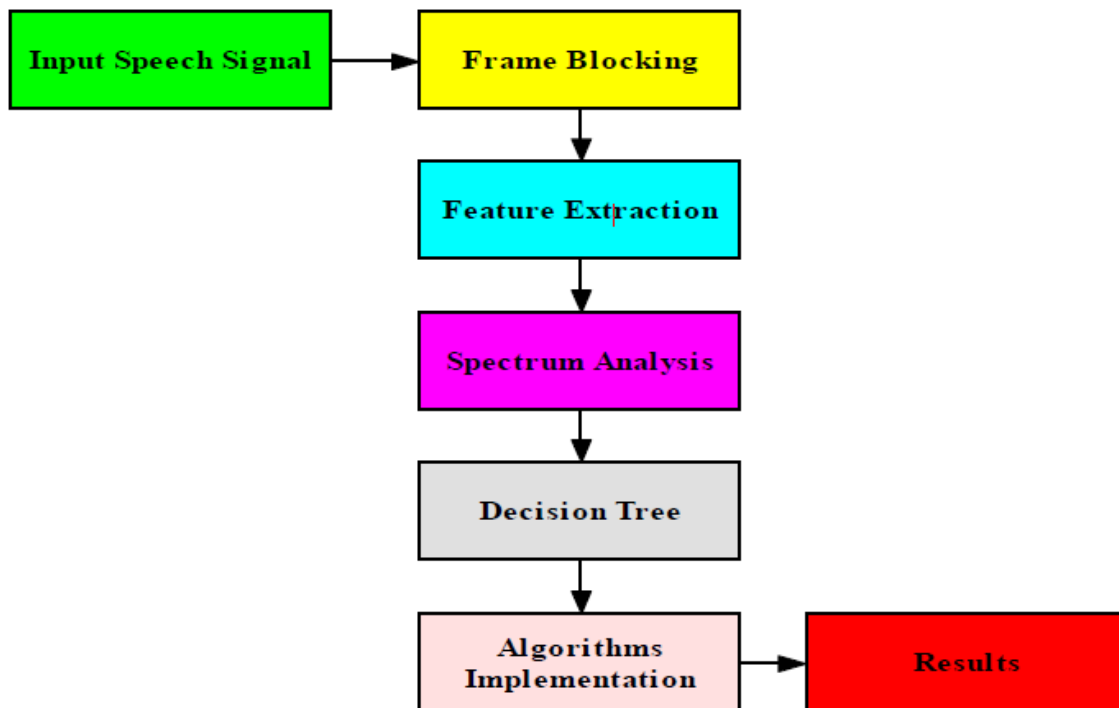 Input Speech Signal
Frame Blocking
Feature Extraction
Spectrum Analysis
Decision Tree
Algorithms
Implementation
Results